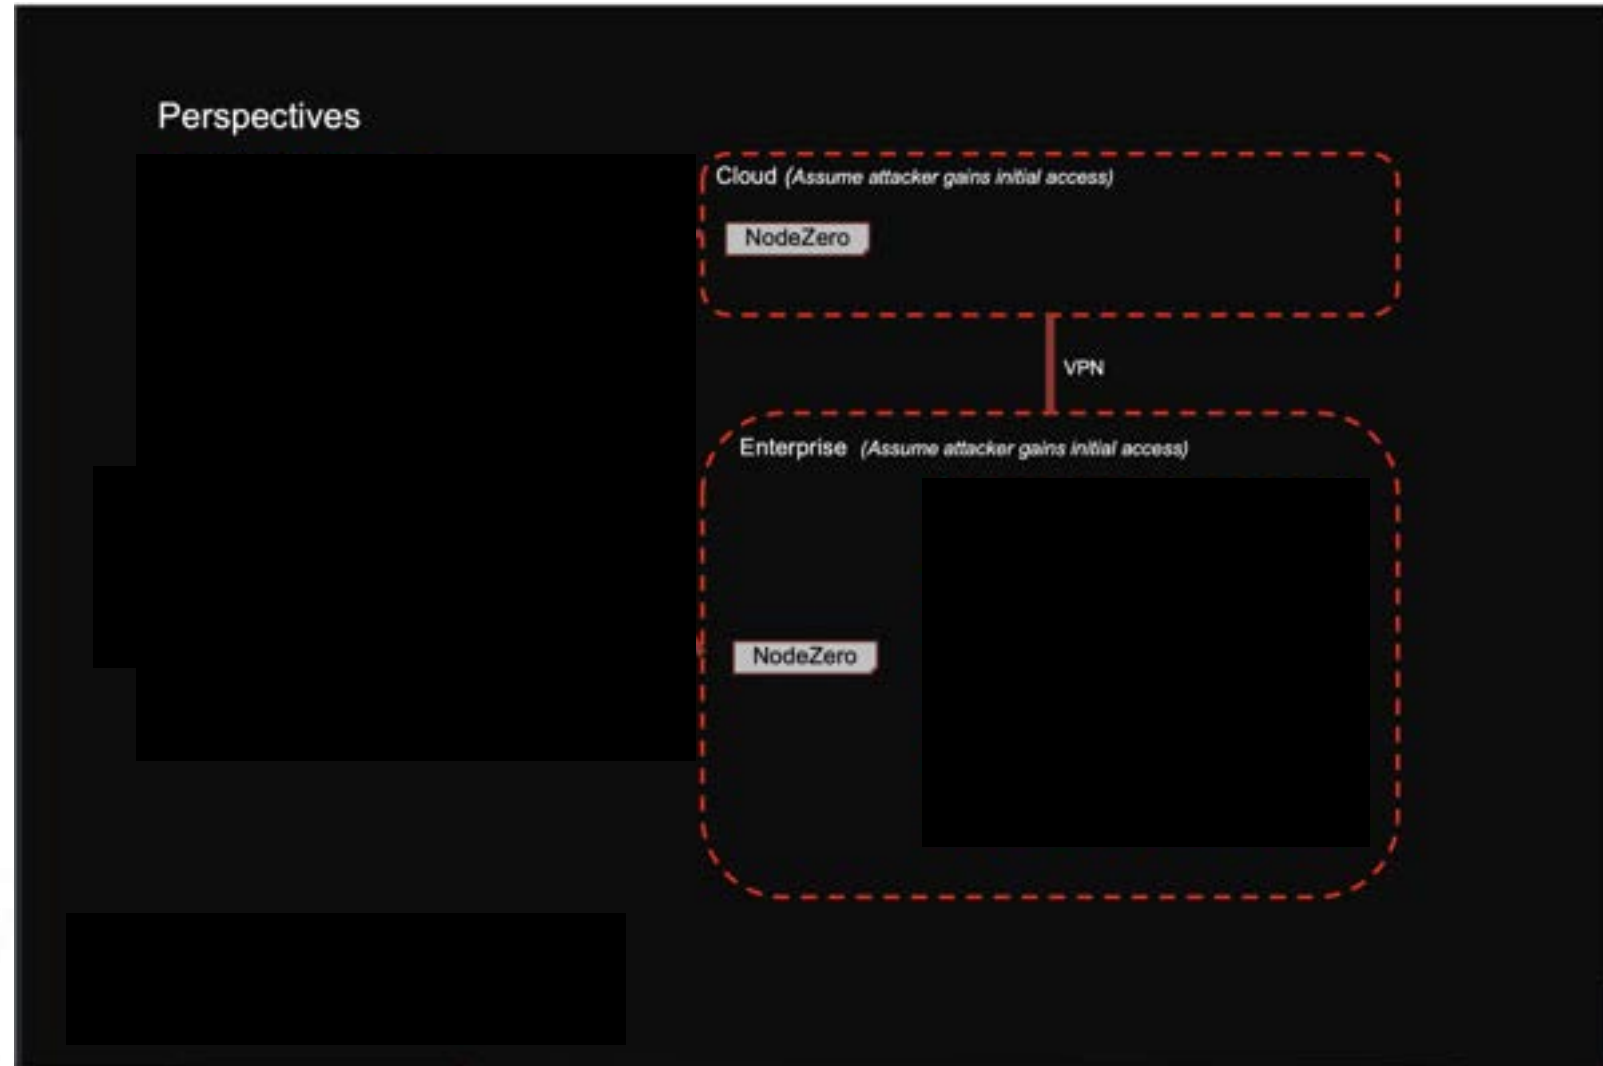 Perspectives
Cloud (Assume attacker gains initial access)
NodeZero
VPN
Enterprise (Assume attacker gains initial access)
NodeZero